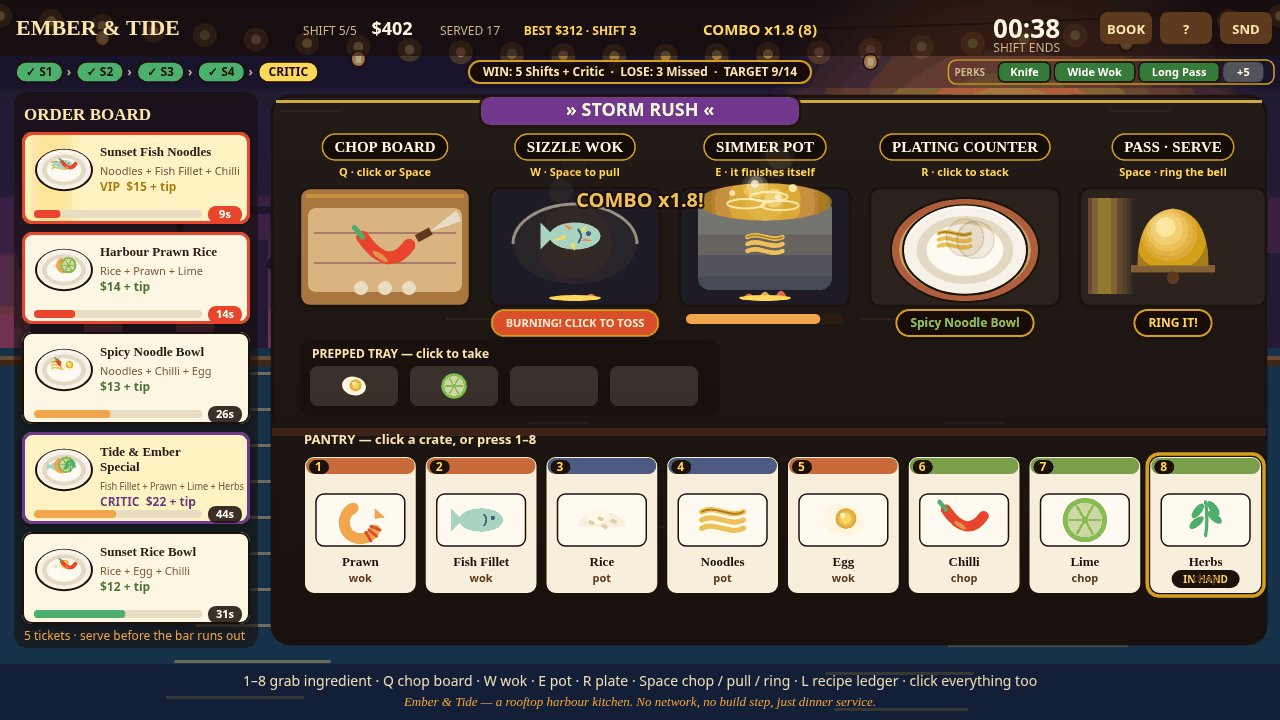 EMBER & TIDE
SHIFT 5/5 $402 SERVED 17 BEST $312 · SHIFT 3 COMBO x1.8 (8)
00:38
SHIFT ENDS
BOOK ? SND
✓ S1 › ✓ S2 › ✓ S3 › ✓ S4 › CRITIC
WIN: 5 Shifts + Critic · LOSE: 3 Missed · TARGET 9/14
PERKS Knife Wide Wok Long Pass +5
ORDER BOARD
Sunset Fish Noodles
Noodles + Fish Fillet + Chilli
VIP $15 + tip
9s
Harbour Prawn Rice
Rice + Prawn + Lime
$14 + tip
14s
Spicy Noodle Bowl
Noodles + Chilli + Egg
$13 + tip
26s
Tide & Ember
Special
Fish Fillet + Prawn + Lime + Herbs
CRITIC $22 + tip
44s
Sunset Rice Bowl
Rice + Egg + Chilli
$12 + tip
31s
5 tickets · serve before the bar runs out
» STORM RUSH «
CHOP BOARD
Q · click or Space
SIZZLE WOK
W · Space to pull
SIMMER POT
E · it finishes itself
PLATING COUNTER
R · click to stack
PASS · SERVE
Space · ring the bell
COMBO x1.8!
BURNING! CLICK TO TOSS
Spicy Noodle Bowl
RING IT!
PREPPED TRAY — click to take
PANTRY — click a crate, or press 1–8
1
Prawn
wok
2
Fish Fillet
wok
3
Rice
pot
4
Noodles
pot
5
Egg
wok
6
Chilli
chop
7
Lime
chop
8
Herbs
IN HAND
1–8 grab ingredient · Q chop board · W wok · E pot · R plate · Space chop / pull / ring · L recipe ledger · click everything too
Ember & Tide — a rooftop harbour kitchen. No network, no build step, just dinner service.